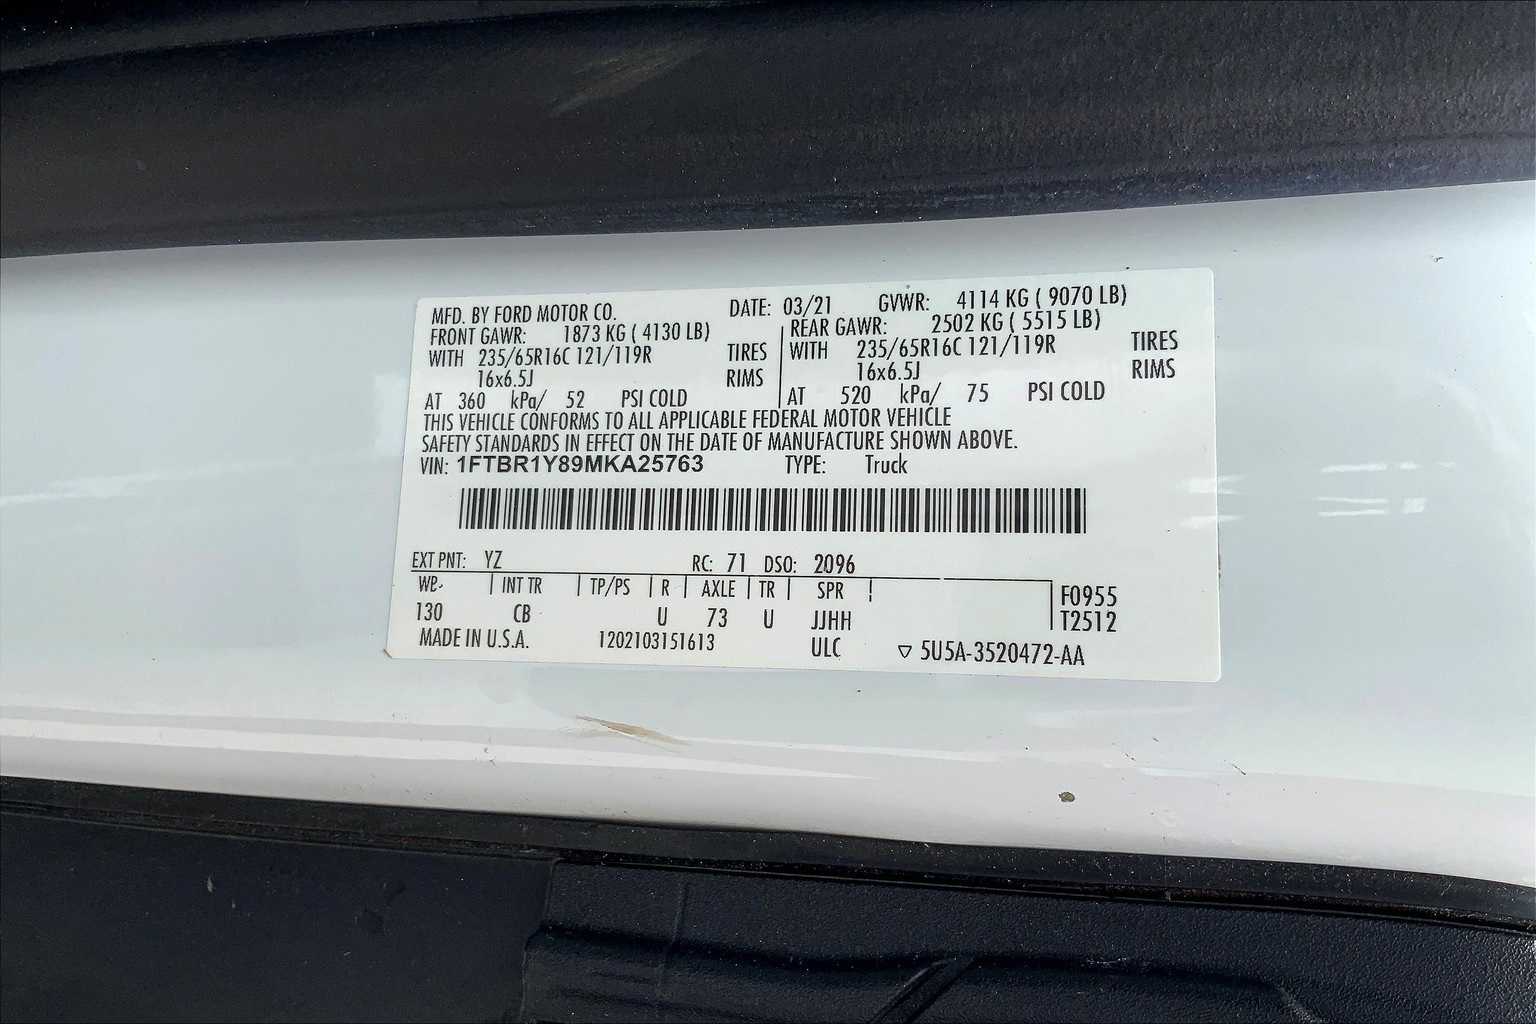 MFD. BY FORD MOTOR CO. DATE: 03/21 GVWR: 4114 KG ( 9070 LB)
FRONT GAWR: 1873 KG ( 4130 LB) REAR GAWR: 2502 KG ( 5515 LB)
WITH 235/65R16C 121/119R TIRES WITH 235/65R16C 121/119R TIRES
16x6.5J RIMS 16x6.5J RIMS
AT 360 kPa/ 52 PSI COLD AT 520 kPa/ 75 PSI COLD
THIS VEHICLE CONFORMS TO ALL APPLICABLE FEDERAL MOTOR VEHICLE
SAFETY STANDARDS IN EFFECT ON THE DATE OF MANUFACTURE SHOWN ABOVE.
VIN: 1FTBR1Y89MKA25763 TYPE: Truck
EXT PNT: YZ RC: 71 DSO: 2096
WB INT TR TP/PS R AXLE TR SPR F0955
130 CB U 73 U JJHH T2512
MADE IN U.S.A. 1202103151613 ULC ▽ 5U5A-3520472-AA